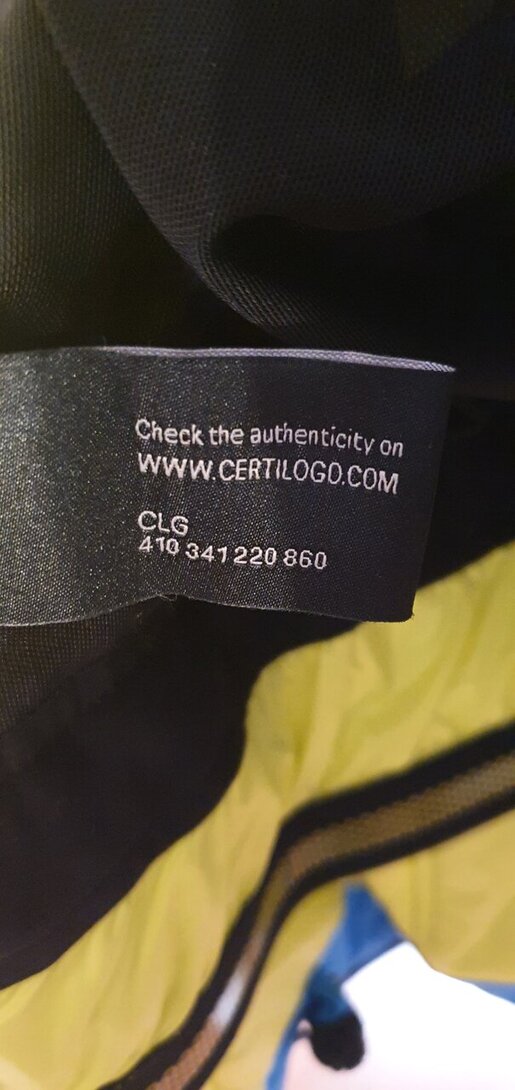 Check the authenticity on
WWW.CERTILOGO.COM
CLG
410 341 220 860